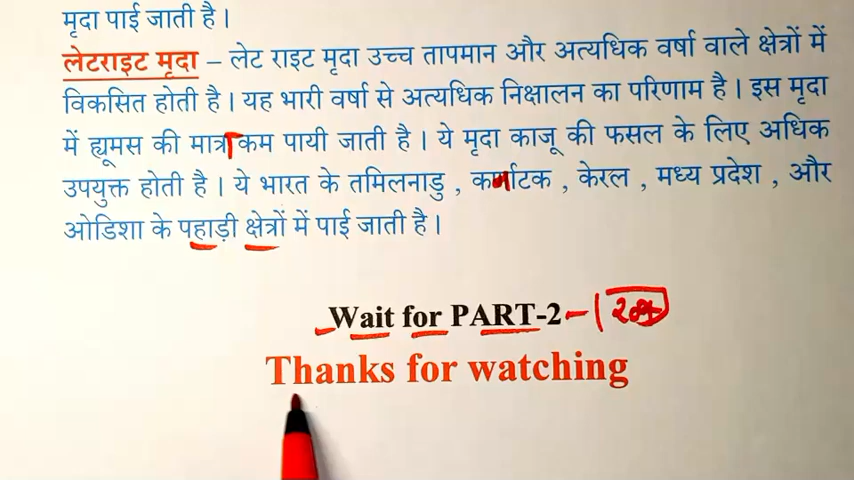 मृदा पाई जाती है।
लेटराइट मृदा – लेट राइट मृदा उच्च तापमान और अत्यधिक वर्षा वाले क्षेत्रों में
विकसित होती है। यह भारी वर्षा से अत्यधिक निक्षालन का परिणाम है। इस मृदा
में ह्यूमस की मात्रा कम पायी जाती है। ये मृदा काजू की फसल के लिए अधिक
उपयुक्त होती है। ये भारत के तमिलनाडु , कर्नाटक , केरल , मध्य प्रदेश , और
ओडिशा के पहाड़ी क्षेत्रों में पाई जाती है।
Wait for PART-2
Thanks for watching